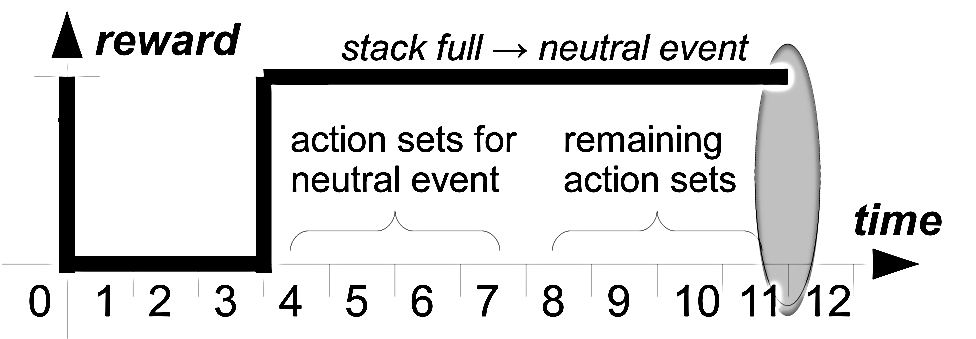 reward
stack full → neutral event
action sets for
neutral event
remaining
action sets
time
0 1 2 3 4 5 6 7 8 9 10 11 12